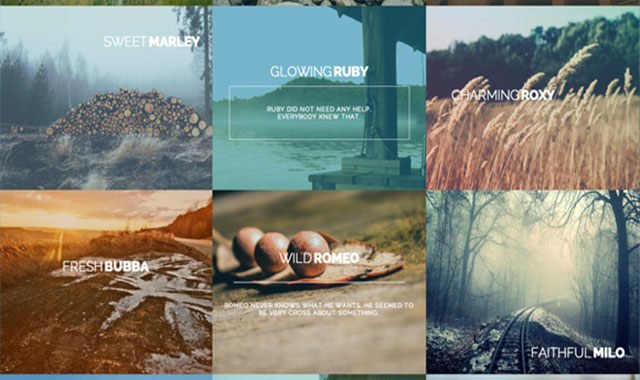 SWEET MARLEY
GLOWING RUBY
RUBY DID NOT NEED ANY HELP.
EVERYBODY KNEW THAT.
CHARMING ROXY
FRESH BUBBA
WILD ROMEO
ROMEO NEVER KNOWS WHAT HE WANTS. HE SEEMED TO
BE VERY CROSS ABOUT SOMETHING.
FAITHFUL MILO